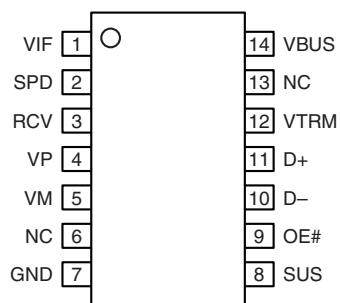 VIF 1 14 VBUS
SPD 2 13 NC
RCV 3 12 VTRM
VP 4 11 D+
VM 5 10 D–
NC 6 9 OE#
GND 7 8 SUS